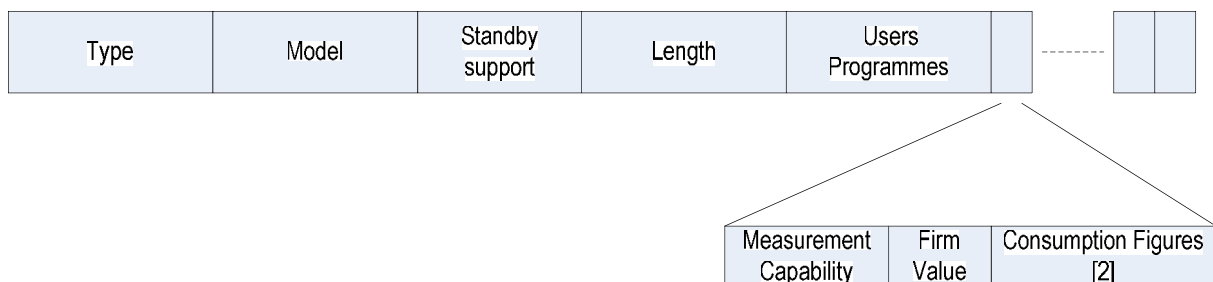 Type
Model
Standby
support
Length
Users
Programmes
Measurement
Capability
Firm
Value
Consumption Figures
[2]